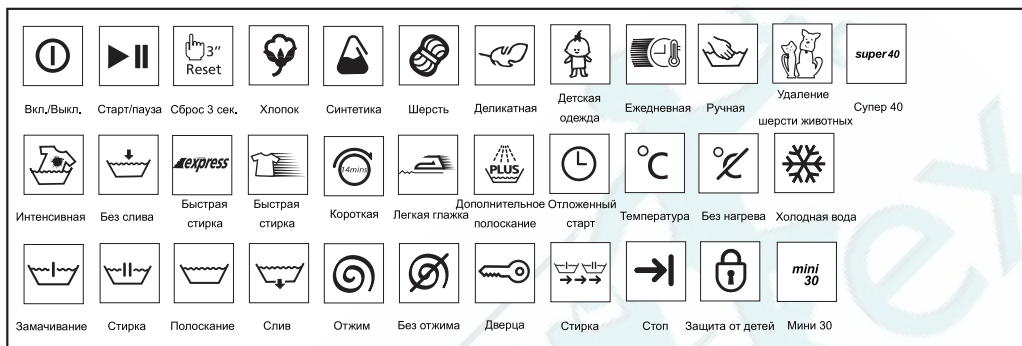 3″
Reset
super40
Вкл./Выкл. Старт/пауза Сброс 3 сек. Хлопок Синтетика Шерсть Деликатная Детская одежда Ежедневная Ручная Удаление шерсти животных Супер 40
express
14mins
PLUS
°C
Интенсивная Без слива Быстрая стирка Быстрая стирка Короткая Легкая глажка Дополнительное полоскание Отложенный старт Температура Без нагрева Холодная вода
mini
30
Замачивание Стирка Полоскание Слив Отжим Без отжима Дверца Стирка Стоп Защита от детей Мини 30